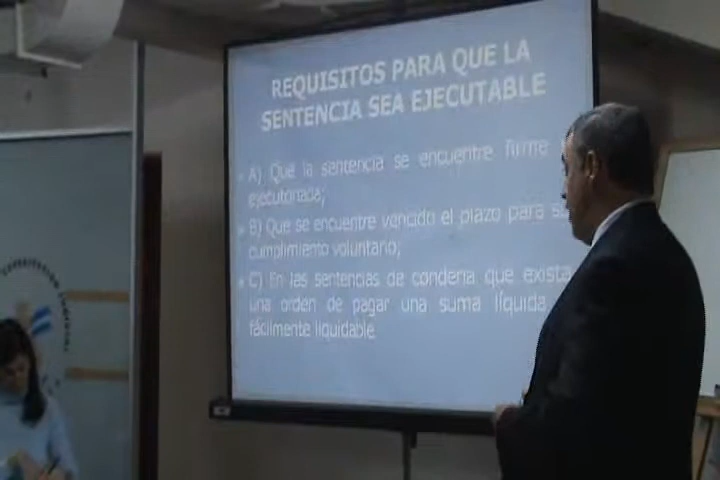 REQUISITOS PARA QUE LA
SENTENCIA SEA EJECUTABLE
A) Que la sentencia se encuentre firme
ejecutoriada;
B) Que se encuentre vencido el plazo para
cumplimiento voluntario;
C) En las sentencias de condena que exista
una orden de pagar una suma líquida
fácilmente liquidable